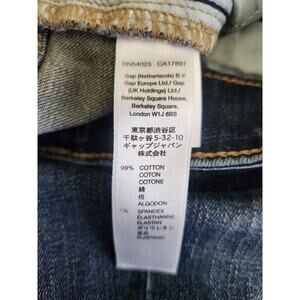 RN54023 CA17897
Gap (Netherlands) B.V.
Gap Europe Ltd./ Gap
(UK Holdings) Ltd./
Berkeley Square House,
Berkeley Square,
London W1J 6BS
東京都渋谷区
千駄ヶ谷5-32-10
ギャップジャパン
株式会社
99% COTTON
COTON
COTONE
綿
棉
ALGODON
1% SPANDEX
ELASTHANNE
ELASTAN
ポリウレタン
ELASTANO